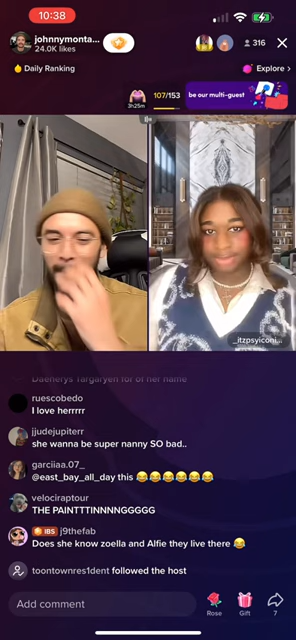 10:38
johnnymonta...
24.0K likes
316
Daily Ranking
Explore >
3h25m
107/153
be our multi-guest
_itzpsyiconi...
Daenerys Targaryen for of her name
ruescobedo
I love herrrrr
jjudejupiterr
she wanna be super nanny SO bad..
garciiaa.07_
@east_bay_all_day this 😂😂😂😂😂😂
velociraptour
THE PAINTTTINNNNGGGGG
IBS j9thefab
Does she know zoella and Alfie they live there 😂
toontownres1dent followed the host
Add comment
Rose
Gift
7